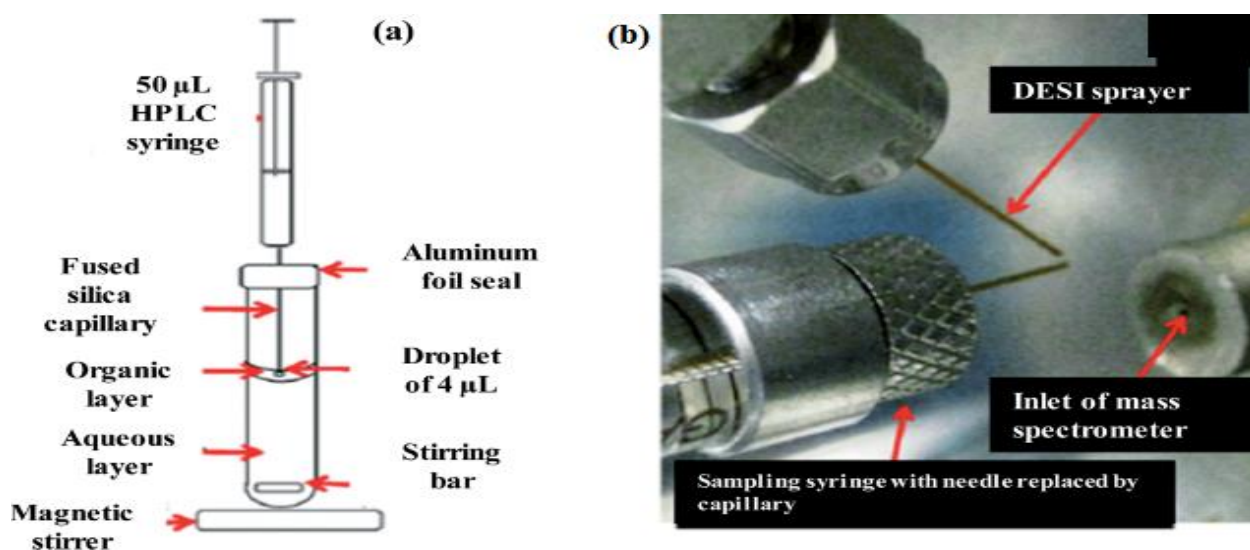 (a)
50 μL
HPLC
syringe
Fused
silica
capillary
Organic
layer
Aqueous
layer
Magnetic
stirrer
Aluminum
foil seal
Droplet
of 4 μL
Stirring
bar
(b)
DESI sprayer
Inlet of mass
spectrometer
Sampling syringe with needle replaced by
capillary